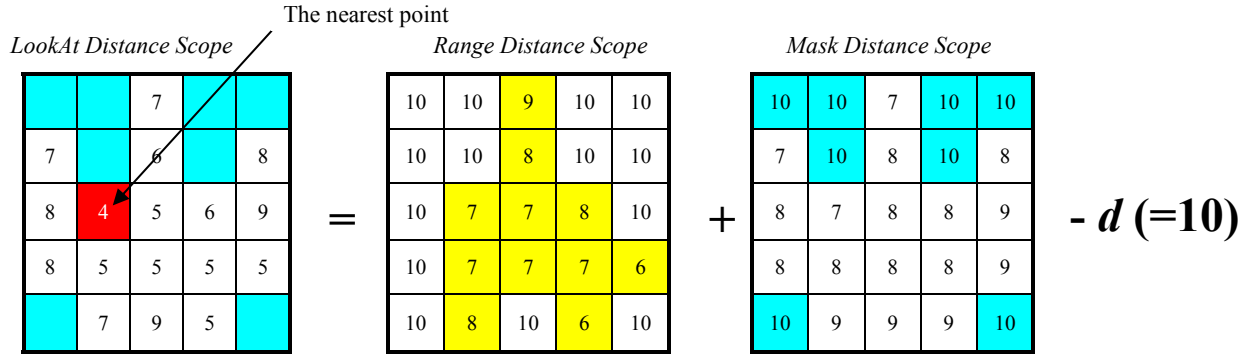 The nearest point
LookAt Distance Scope
Range Distance Scope
Mask Distance Scope
7
7 6 8
8 4 5 6 9
8 5 5 5 5
7 9 5
=
10 10 9 10 10
10 10 8 10 10
10 7 7 8 10
10 7 7 7 6
10 8 10 6 10
+
10 10 7 10 10
7 10 8 10 8
8 7 8 8 9
8 8 8 8 9
10 9 9 9 10
- d (=10)